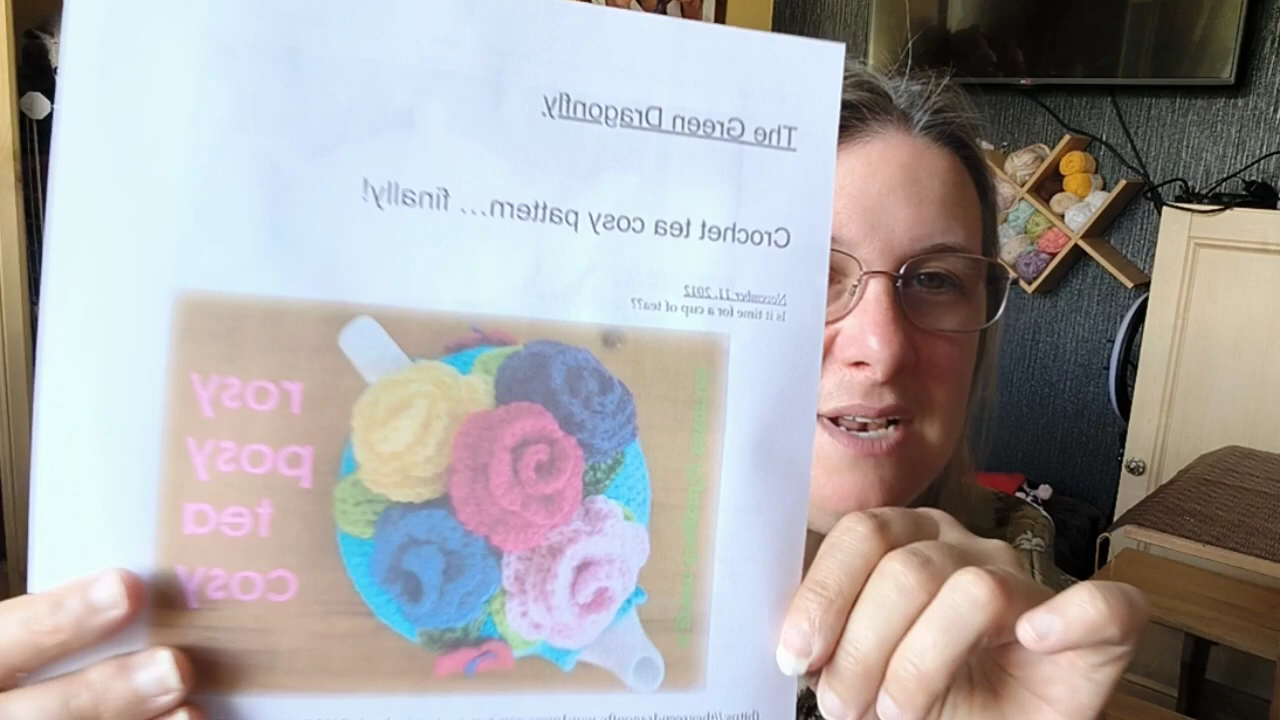 The Green Dragonfly.
Crochet tea cosy pattern... finally!
November 11, 2012
Is it time for a cup of tea??
rosy
posy
tea
cosy